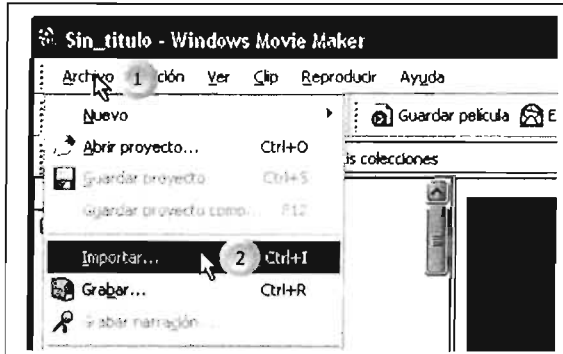 Sin_titulo - Windows Movie Maker
Archivo 1 ción Ver Clip Reproducir Ayuda
Nuevo
Guardar película E
Abrir proyecto... Ctrl+O
is colecciones
Guardar proyecto Ctrl+S
Guardar proyecto como... F12
Importar... 2 Ctrl+I
Grabar... Ctrl+R
Grabar narración...